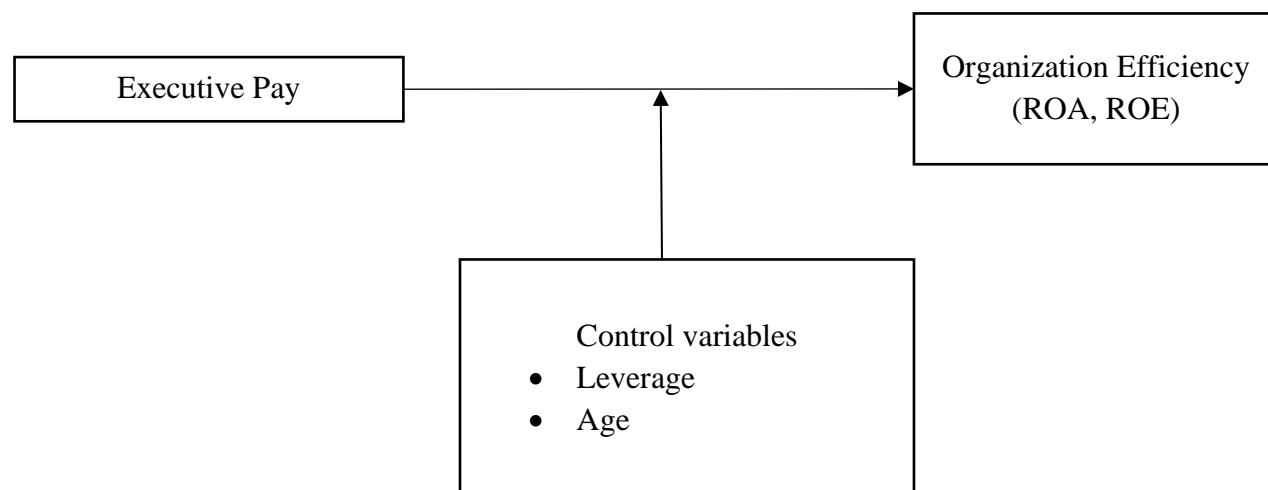 Executive Pay
Organization Efficiency
(ROA, ROE)
Control variables
• Leverage
• Age